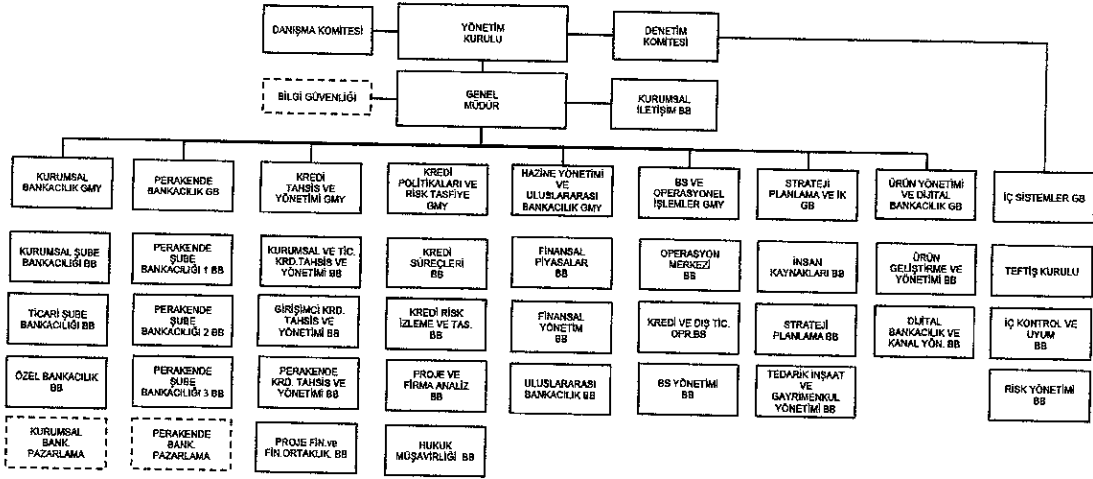 DANIŞMA KOMİTESİ
YÖNETİM
KURULU
DENETİM
KOMİTESİ
BİLGİ GÜVENLİĞİ
GENEL
MÜDÜR
KURUMSAL
İLETİŞİM BB
KURUMSAL
BANKACILIK GMY
PERAKENDE
BANKACILIK GB
KREDİ
TAHSİS VE
YÖNETİMİ GMY
KREDİ
POLİTİKALARI VE
RİSK TASFİYE
GMY
HAZİNE YÖNETİMİ
VE
ULUSLARARASI
BANKACILIK GMY
BS VE
OPERASYONEL
İŞLEMLER GMY
STRATEJİ
PLANLAMA VE İK
GB
ÜRÜN YÖNETİMİ
VE DİJİTAL
BANKACILIK GB
İÇ SİSTEMLER GB
KURUMSAL ŞUBE
BANKACILIĞI BB
PERAKENDE
ŞUBE
BANKACILIĞI 1 BB
KURUMSAL VE TİC.
KRD.TAHSİS VE
YÖNETİMİ BB
KREDİ
SÜREÇLERİ
BB
FİNANSAL
PİYASALAR
BB
OPERASYON
MERKEZİ
BB
İNSAN
KAYNAKLARI BB
ÜRÜN
GELİŞTİRME VE
YÖNETİMİ BB
TEFTİŞ KURULU
TİCARİ ŞUBE
BANKACILIĞI BB
PERAKENDE
ŞUBE
BANKACILIĞI 2 BB
GİRİŞİMCİ KRD.
TAHSİS VE
YÖNETİMİ BB
KREDİ RİSK
İZLEME VE TAS.
BB
FİNANSAL
YÖNETİM
BB
KREDİ VE DIŞ TİC.
OPR.BB
STRATEJİ
PLANLAMA BB
DİJİTAL
BANKACILIK VE
KANAL YÖN. BB
İÇ KONTROL VE
UYUM
BB
ÖZEL BANKACILIK
BB
PERAKENDE
ŞUBE
BANKACILIĞI 3 BB
PERAKENDE
KRD. TAHSİS VE
YÖNETİMİ BB
PROJE VE
FİRMA ANALİZ
BB
ULUSLARARASI
BANKACILIK BB
BS YÖNETİMİ
BB
TEDARİK İNŞAAT
VE
GAYRİMENKUL
YÖNETİMİ BB
RİSK YÖNETİMİ
BB
KURUMSAL
BANK.
PAZARLAMA
PERAKENDE
BANK.
PAZARLAMA
PROJE FİN.ve
FİN.ORTAKLIK. BB
HUKUK
MÜŞAVİRLİĞİ BB